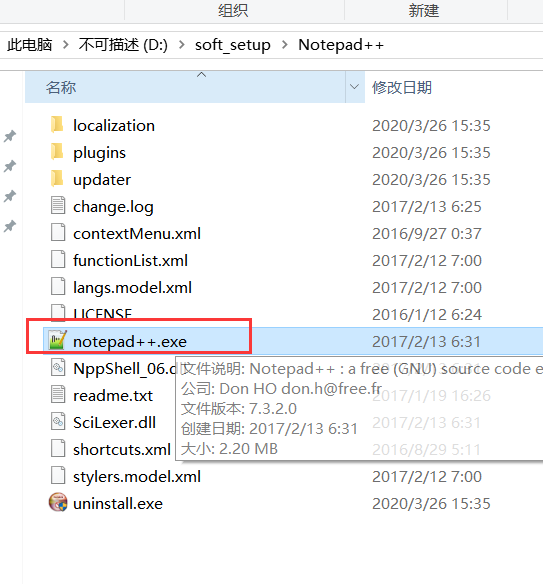 组织 新建
此电脑 > 不可描述 (D:) > soft_setup > Notepad++
名称 修改日期
localization 2020/3/26 15:35
plugins 2020/3/26 15:35
updater 2020/3/26 15:35
change.log 2017/2/13 6:25
contextMenu.xml 2016/9/27 0:37
functionList.xml 2017/2/12 7:00
langs.model.xml 2017/2/12 7:00
LICENSE 2016/1/12 6:24
notepad++.exe 2017/2/13 6:31
NppShell_06.d
文件说明: Notepad++ : a free (GNU) source code e
readme.txt 2017/1/19 16:26
公司: Don HO don.h@free.fr
SciLexer.dll 2017/2/13 6:31
文件版本: 7.3.2.0
创建日期: 2017/2/13 6:31
shortcuts.xml 2016/8/29 5:11
大小: 2.20 MB
stylers.model.xml 2017/2/12 7:00
uninstall.exe 2020/3/26 15:35